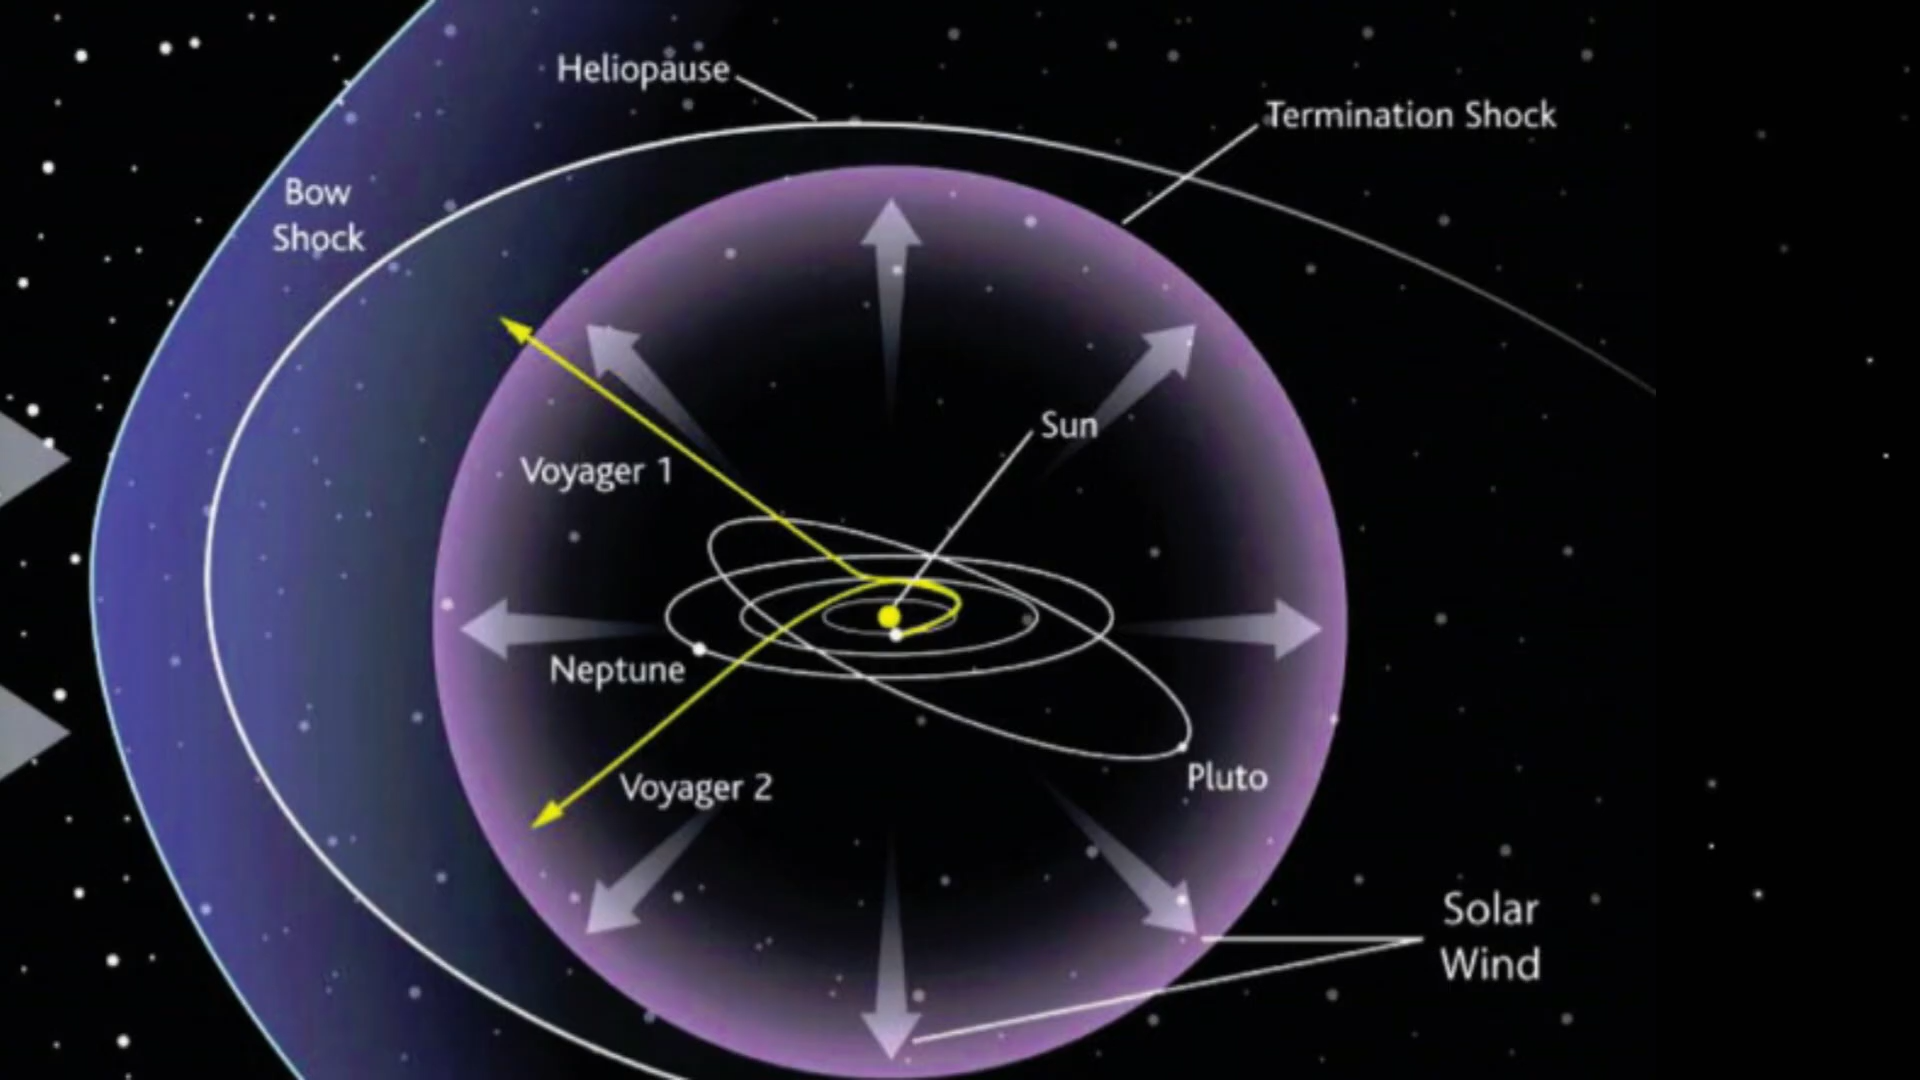 Heliopause
Termination Shock
Bow
Shock
Sun
Voyager 1
Neptune
Voyager 2
Pluto
Solar
Wind